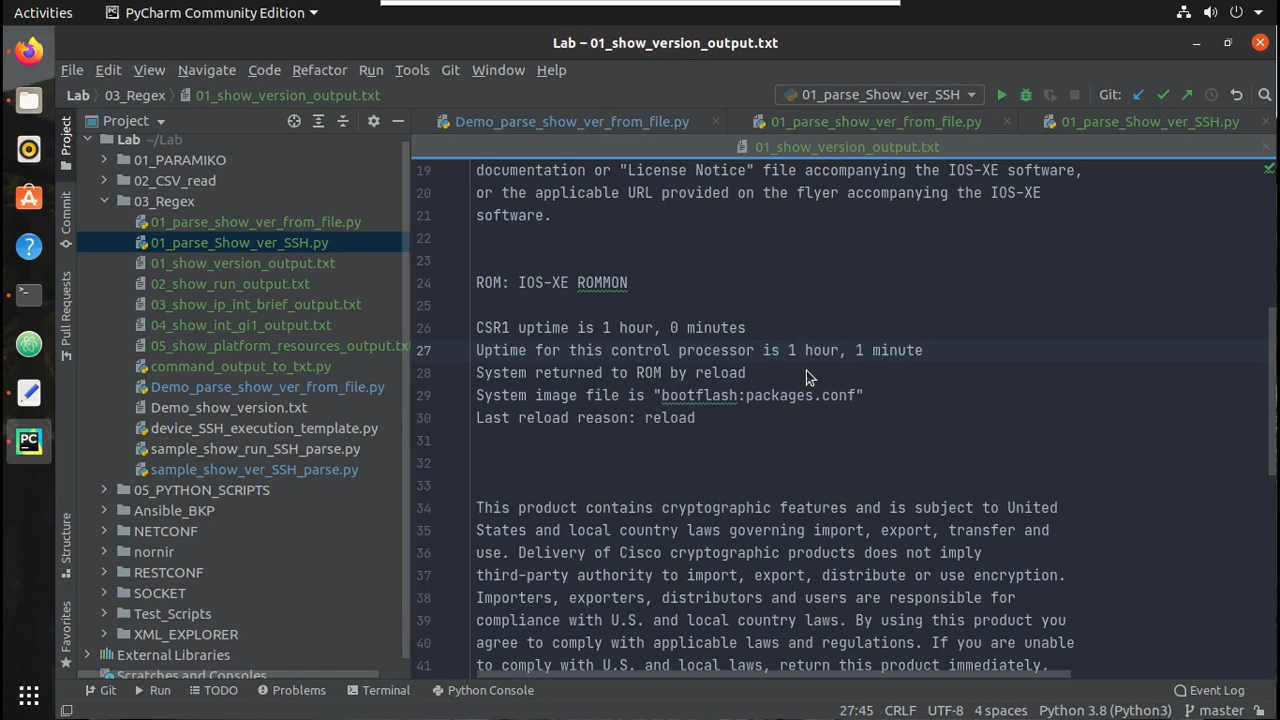 Activities
PyCharm Community Edition
Lab – 01_show_version_output.txt
File Edit View Navigate Code Refactor Run Tools Git Window Help
Lab 03_Regex 01_show_version_output.txt
01_parse_Show_ver_SSH
Git:
Project
Demo_parse_show_ver_from_file.py
01_parse_show_ver_from_file.py
01_parse_Show_ver_SSH.py
01_show_version_output.txt
Project
Commit
Pull Requests
Structure
Favorites
Lab ~/Lab
01_PARAMIKO
02_CSV_read
03_Regex
01_parse_show_ver_from_file.py
01_parse_Show_ver_SSH.py
01_show_version_output.txt
02_show_run_output.txt
03_show_ip_int_brief_output.txt
04_show_int_gi1_output.txt
05_show_platform_resources_output.txt
command_output_to_txt.py
Demo_parse_show_ver_from_file.py
Demo_show_version.txt
device_SSH_execution_template.py
sample_show_run_SSH_parse.py
sample_show_ver_SSH_parse.py
05_PYTHON_SCRIPTS
Ansible_BKP
NETCONF
nornir
RESTCONF
SOCKET
Test_Scripts
XML_EXPLORER
External Libraries
Scratches and Consoles
19 documentation or "License Notice" file accompanying the IOS-XE software,
20 or the applicable URL provided on the flyer accompanying the IOS-XE
21 software.
22
23
24 ROM: IOS-XE ROMMON
25
26 CSR1 uptime is 1 hour, 0 minutes
27 Uptime for this control processor is 1 hour, 1 minute
28 System returned to ROM by reload
29 System image file is "bootflash:packages.conf"
30 Last reload reason: reload
31
32
33
34 This product contains cryptographic features and is subject to United
35 States and local country laws governing import, export, transfer and
36 use. Delivery of Cisco cryptographic products does not imply
37 third-party authority to import, export, distribute or use encryption.
38 Importers, exporters, distributors and users are responsible for
39 compliance with U.S. and local country laws. By using this product you
40 agree to comply with applicable laws and regulations. If you are unable
41 to comply with U.S. and local laws, return this product immediately.
Git Run TODO Problems Terminal Python Console Event Log
27:45 CRLF UTF-8 4 spaces Python 3.8 (Python3) master